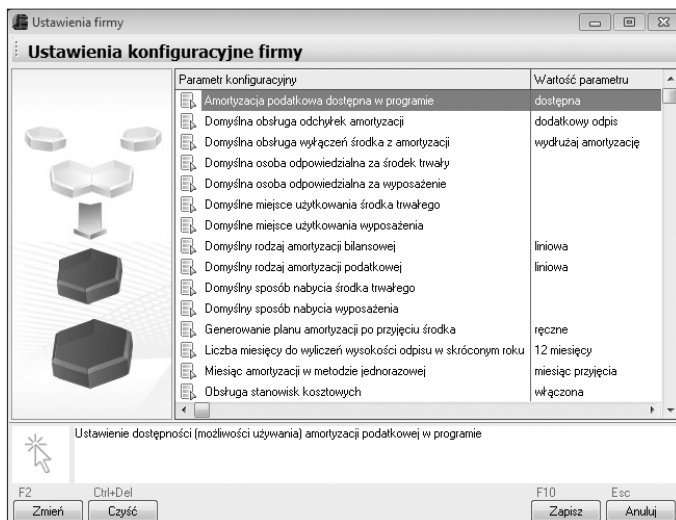 Ustawienia firmy
Ustawienia konfiguracyjne firmy
Parametr konfiguracyjny Wartość parametru
Amortyzacja podatkowa dostępna w programie dostępna
Domyślna obsługa odchyłek amortyzacji dodatkowy odpis
Domyślna obsługa wyłączeń środka z amortyzacji wydłużaj amortyzację
Domyślna osoba odpowiedzialna za środek trwały
Domyślna osoba odpowiedzialna za wyposażenie
Domyślne miejsce użytkowania środka trwałego
Domyślne miejsce użytkowania wyposażenia
Domyślny rodzaj amortyzacji bilansowej liniowa
Domyślny rodzaj amortyzacji podatkowej liniowa
Domyślny sposób nabycia środka trwałego
Domyślny sposób nabycia wyposażenia
Generowanie planu amortyzacji po przyjęciu środka ręczne
Liczba miesięcy do wyliczeń wysokości odpisu w skróconym roku 12 miesięcy
Miesiąc amortyzacji w metodzie jednorazowej miesiąc przyjęcia
Obsługa stanowisk kosztowych włączona
Ustawienie dostępności (możliwości używania) amortyzacji podatkowej w programie
F2 Ctrl+Del F10 Esc
Zmień Czyść Zapisz Anuluj